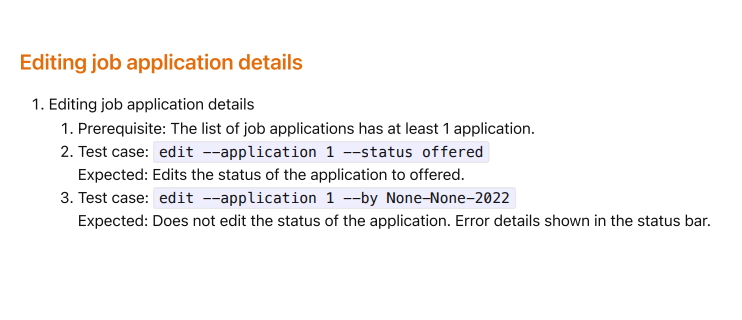 Editing job application details
1. Editing job application details
1. Prerequisite: The list of job applications has at least 1 application.
2. Test case: edit --application 1 --status offered
Expected: Edits the status of the application to offered.
3. Test case: edit --application 1 --by None-None-2022
Expected: Does not edit the status of the application. Error details shown in the status bar.